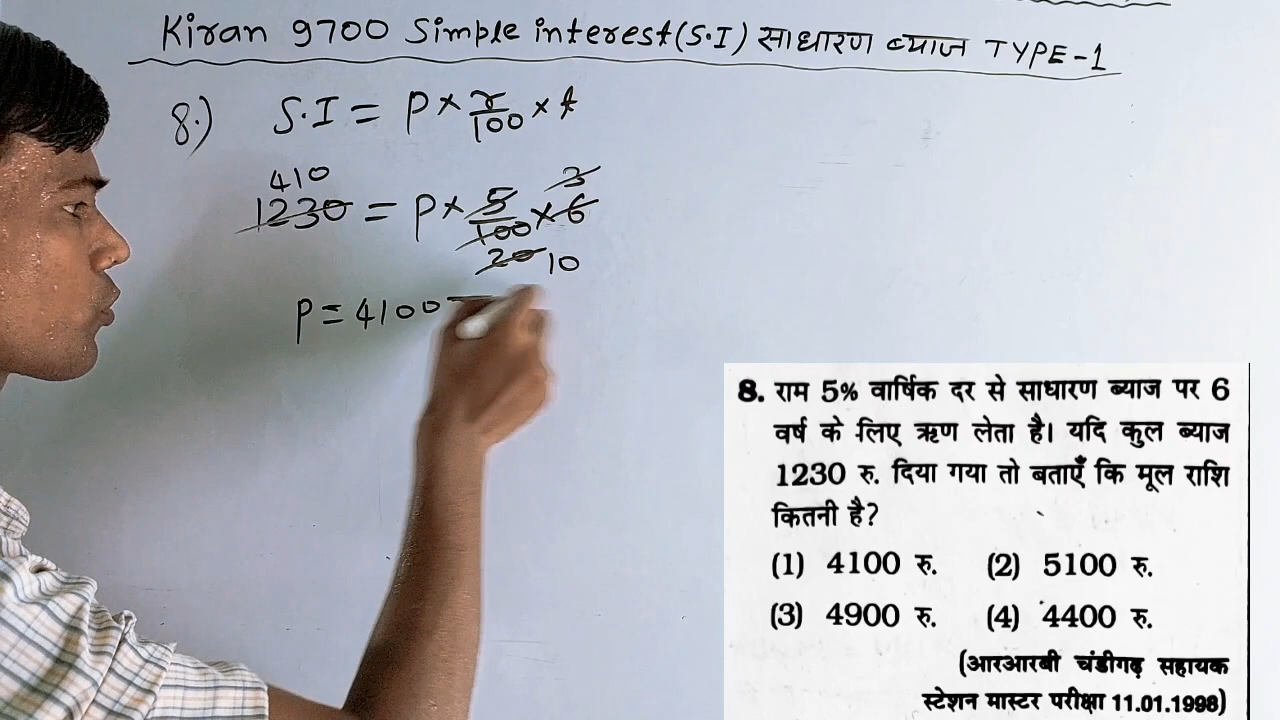 Kiran 9700 Simple interest(S.I) साधारण ब्याज TYPE-1
8.) S.I = P × r/100 × t
410 3
1230 = P × 5/100 × 6
20 10
P = 4100
8. राम 5% वार्षिक दर से साधारण ब्याज पर 6
वर्ष के लिए ऋण लेता है। यदि कुल ब्याज
1230 रु. दिया गया तो बताएँ कि मूल राशि
कितनी है?
(1) 4100 रु. (2) 5100 रु.
(3) 4900 रु. (4) 4400 रु.
(आरआरबी चंडीगढ़ सहायक
स्टेशन मास्टर परीक्षा 11.01.1998)